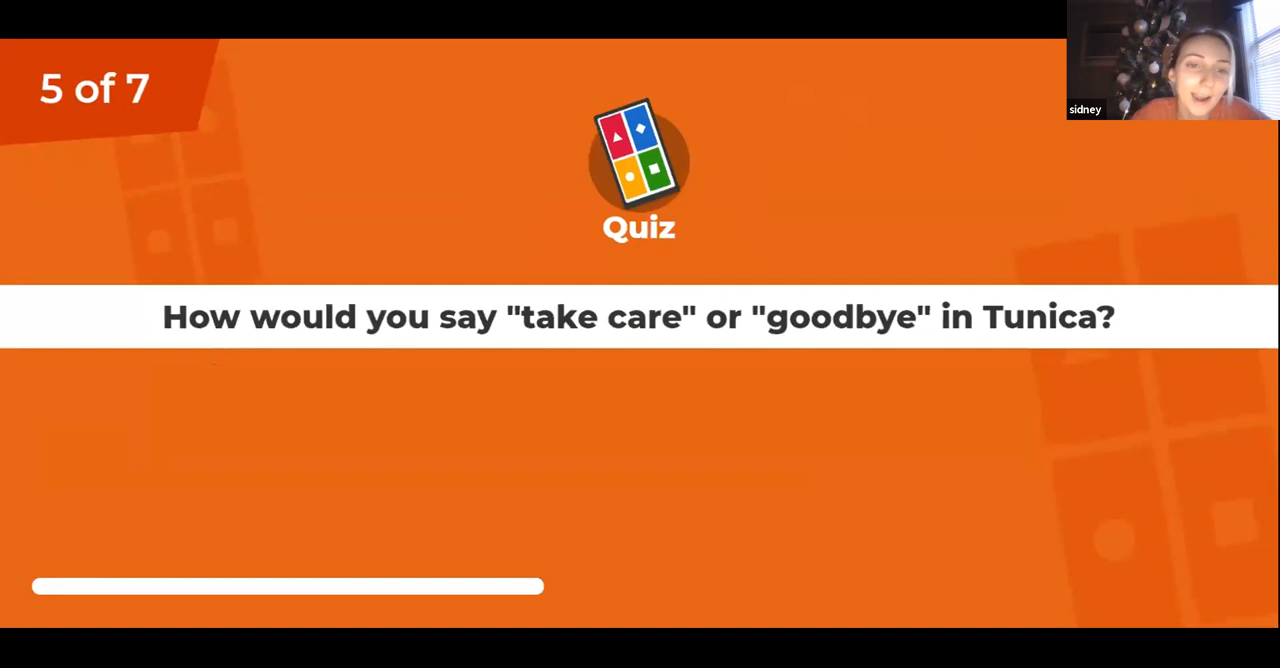 5 of 7
sidney
Quiz
How would you say "take care" or "goodbye" in Tunica?